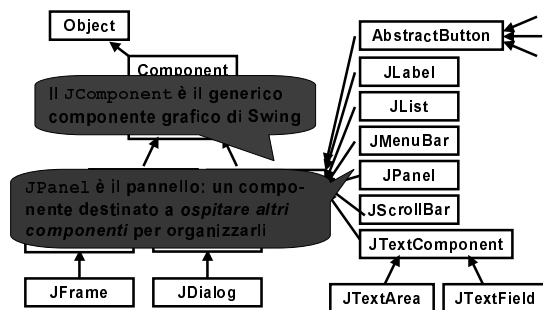 Object
AbstractButton
Component
JLabel
Il JComponent è il generico
componente grafico di Swing
JList
JMenuBar
JPanel
JPanel è il pannello: un compo-
nente destinato a ospitare altri
componenti per organizzarli
JScrollBar
JTextComponent
JFrame
JDialog
JTextArea
JTextField